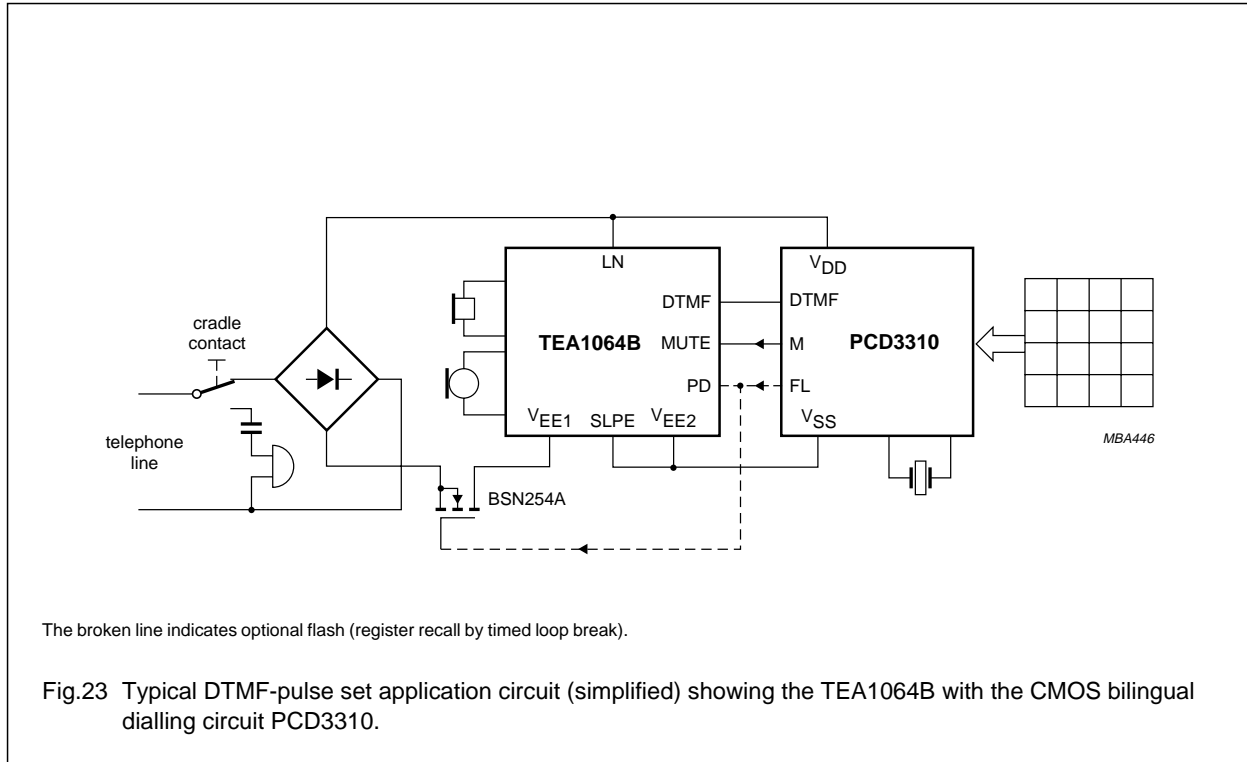 LN
VDD
DTMF
DTMF
cradle
contact
TEA1064B
MUTE
M
PCD3310
PD
FL
VEE1
SLPE
VEE2
VSS
MBA446
telephone
line
BSN254A
The broken line indicates optional flash (register recall by timed loop break).
Fig.23 Typical DTMF-pulse set application circuit (simplified) showing the TEA1064B with the CMOS bilingual
dialling circuit PCD3310.